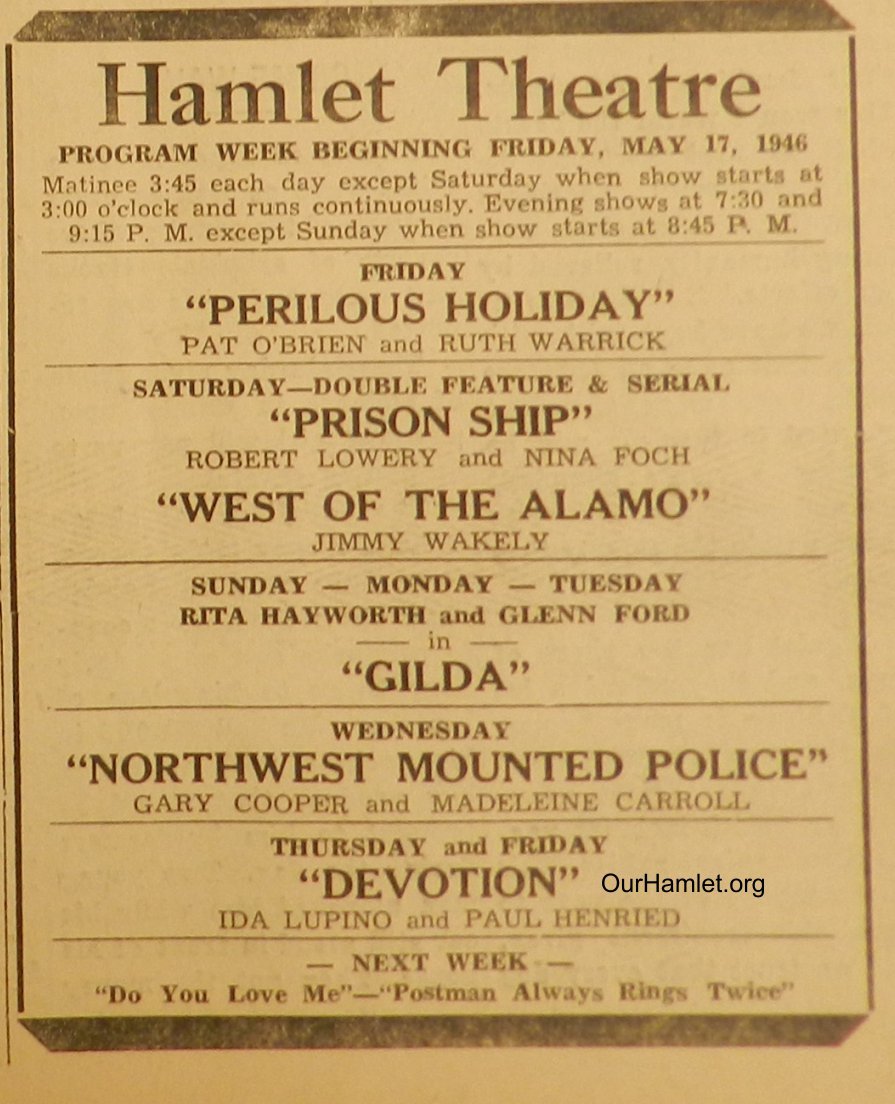 Hamlet Theatre
PROGRAM WEEK BEGINNING FRIDAY, MAY 17, 1946
Matinee 3:45 each day except Saturday when show starts at
3:00 o'clock and runs continuously. Evening shows at 7:30 and
9:15 P. M. except Sunday when show starts at 8:45 P. M.
FRIDAY
“PERILOUS HOLIDAY”
PAT O'BRIEN and RUTH WARRICK
SATURDAY—DOUBLE FEATURE & SERIAL
“PRISON SHIP”
ROBERT LOWERY and NINA FOCH
“WEST OF THE ALAMO”
JIMMY WAKELY
SUNDAY — MONDAY — TUESDAY
RITA HAYWORTH and GLENN FORD
— in —
“GILDA”
WEDNESDAY
“NORTHWEST MOUNTED POLICE”
GARY COOPER and MADELEINE CARROLL
THURSDAY and FRIDAY
“DEVOTION”
OurHamlet.org
IDA LUPINO and PAUL HENRIED
— NEXT WEEK —
“Do You Love Me”—“Postman Always Rings Twice”